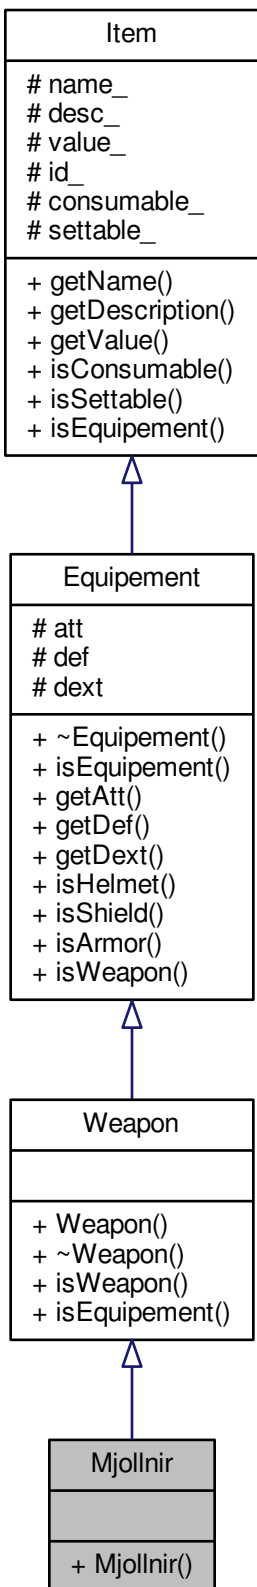 Item
# name_
# desc_
# value_
# id_
# consumable_
# settable_
+ getName()
+ getDescription()
+ getValue()
+ isConsumable()
+ isSettable()
+ isEquipement()
Equipement
# att
# def
# dext
+ ~Equipement()
+ isEquipement()
+ getAtt()
+ getDef()
+ getDext()
+ isHelmet()
+ isShield()
+ isArmor()
+ isWeapon()
Weapon
+ Weapon()
+ ~Weapon()
+ isWeapon()
+ isEquipement()
Mjollnir
+ Mjollnir()